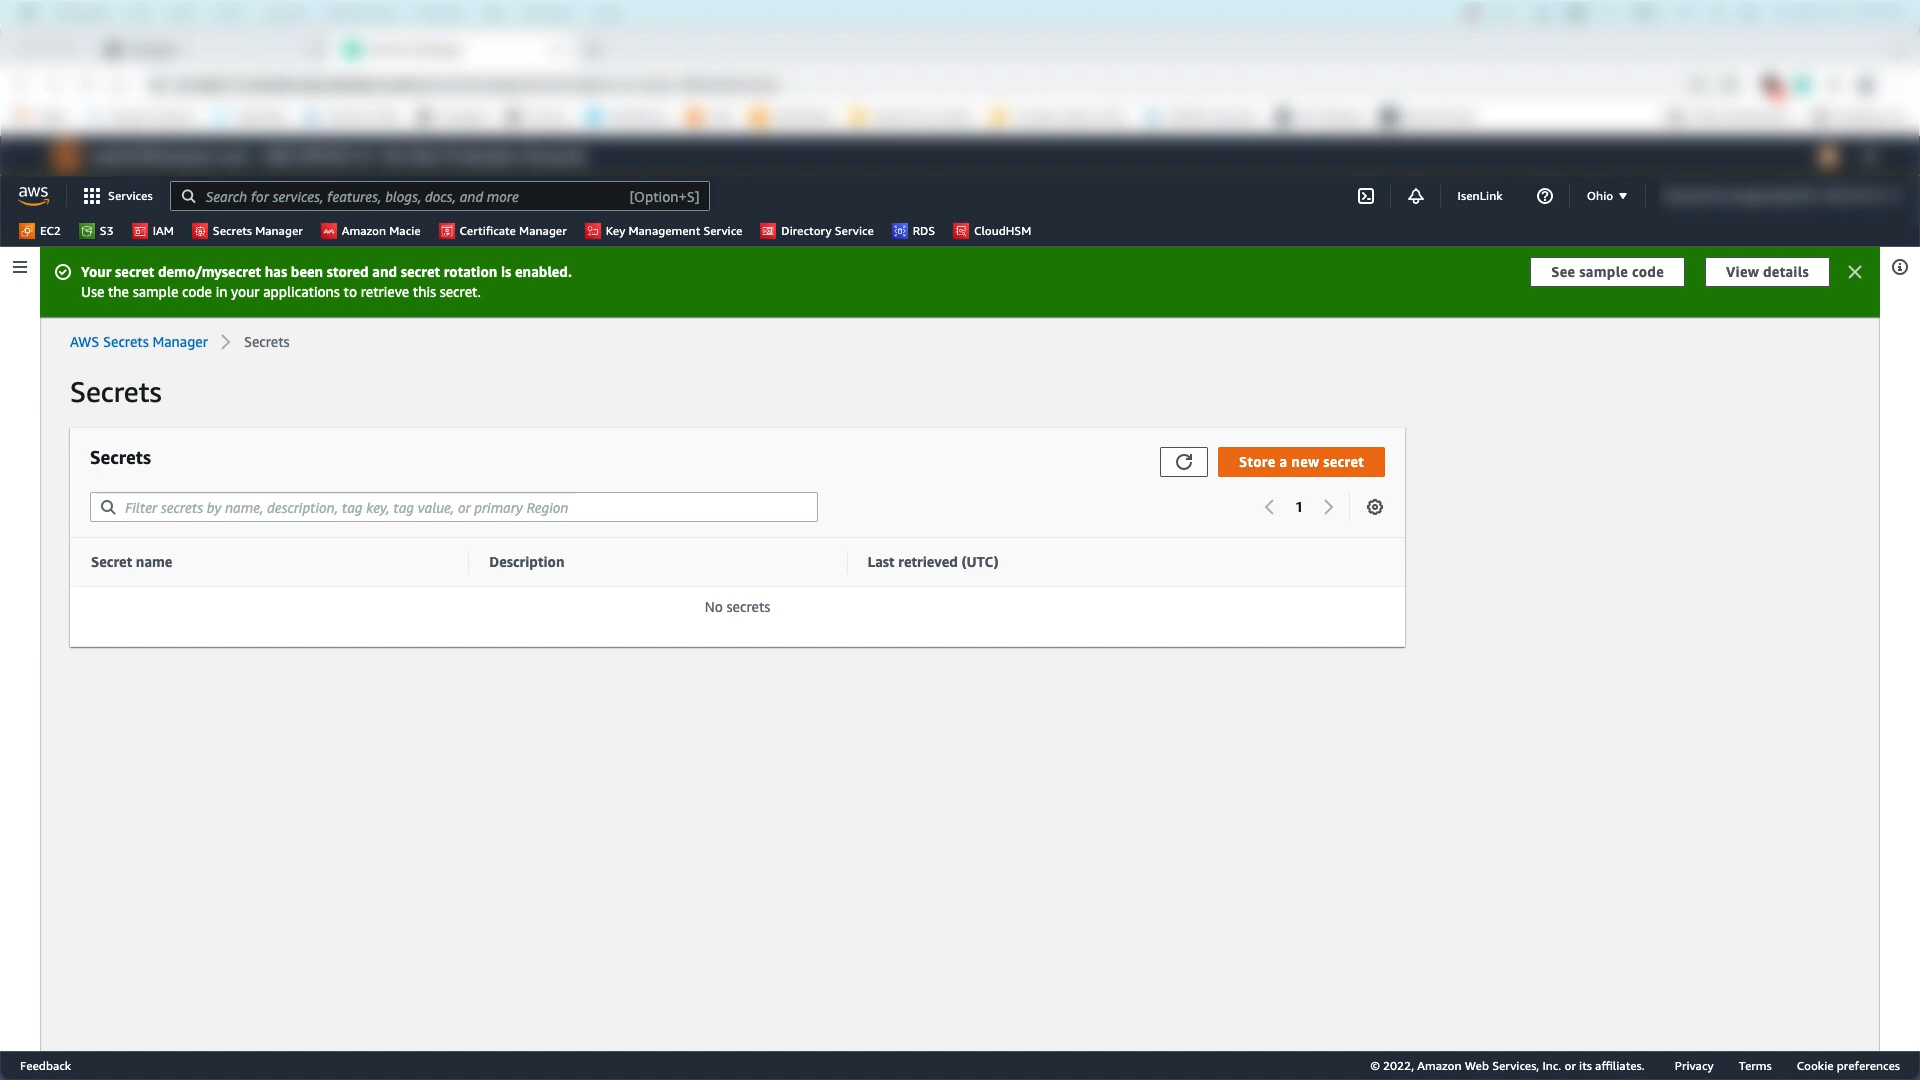 aws Services Search for services, features, blogs, docs, and more [Option+S] IsenLink Ohio
EC2 S3 IAM Secrets Manager Amazon Macie Certificate Manager Key Management Service Directory Service RDS CloudHSM
Your secret demo/mysecret has been stored and secret rotation is enabled.
Use the sample code in your applications to retrieve this secret.
See sample code View details
AWS Secrets Manager Secrets
Secrets
Secrets
Store a new secret
Filter secrets by name, description, tag key, tag value, or primary Region
1
Secret name Description Last retrieved (UTC)
No secrets
Feedback © 2022, Amazon Web Services, Inc. or its affiliates. Privacy Terms Cookie preferences